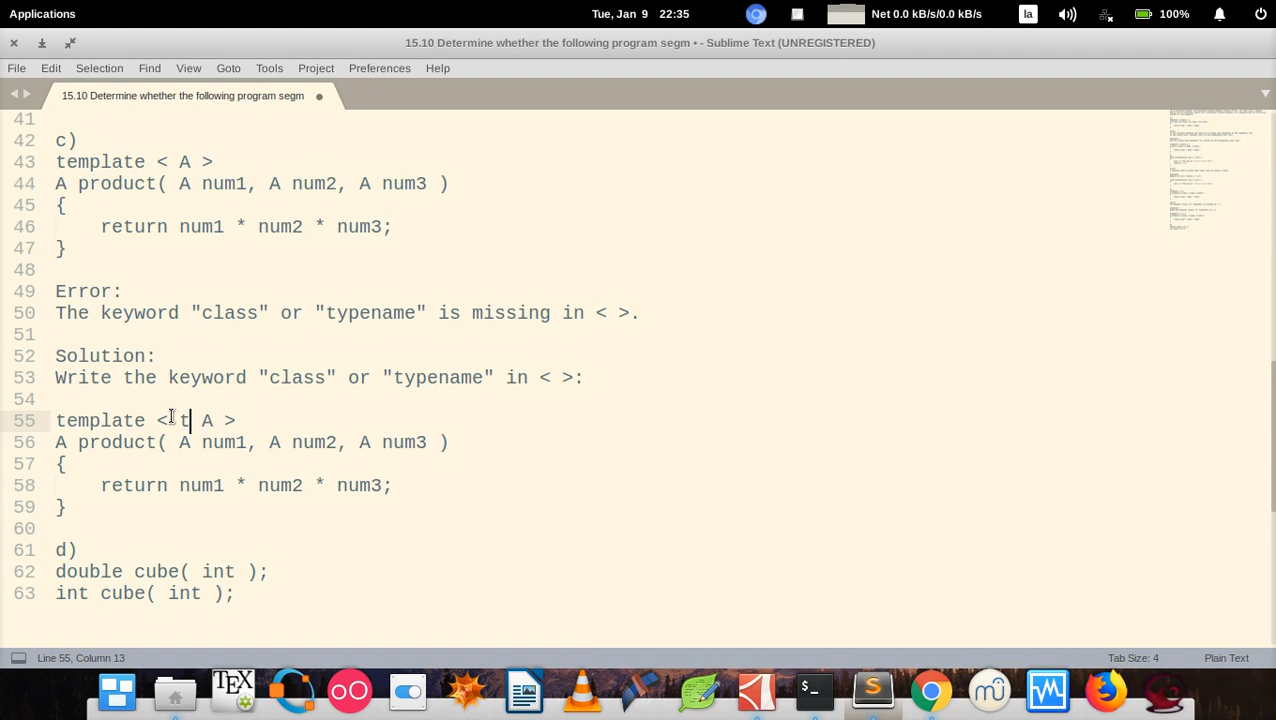 Applications
Tue, Jan 9 22:35
Net 0.0 kB/s/0.0 kB/s
la
100%
15.10 Determine whether the following program segm • - Sublime Text (UNREGISTERED)
File Edit Selection Find View Goto Tools Project Preferences Help
15.10 Determine whether the following program segm
41
42 c)
43 template < A >
44 A product( A num1, A num2, A num3 )
45 {
46 return num1 * num2 * num3;
47 }
48
49 Error:
50 The keyword "class" or "typename" is missing in < >.
51
52 Solution:
53 Write the keyword "class" or "typename" in < >:
54
55 template < t A >
56 A product( A num1, A num2, A num3 )
57 {
58 return num1 * num2 * num3;
59 }
60
61 d)
62 double cube( int );
63 int cube( int );
Line 55, Column 13
Tab Size: 4
Plain Text
TEX